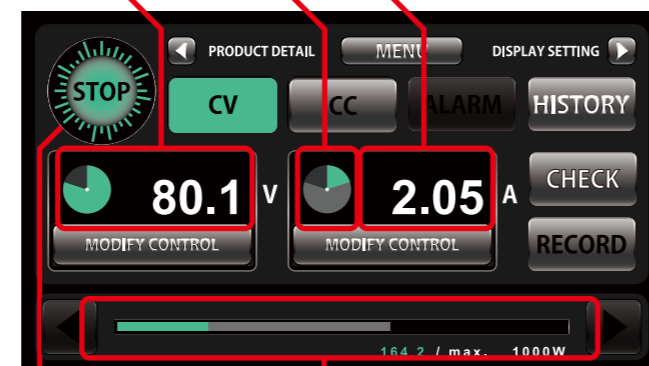 PRODUCT DETAIL MENU DISPLAY SETTING
STOP CV CC ALARM HISTORY
80.1 V 2.05 A CHECK
MODIFY CONTROL MODIFY CONTROL RECORD
164.2 / max. 1000W